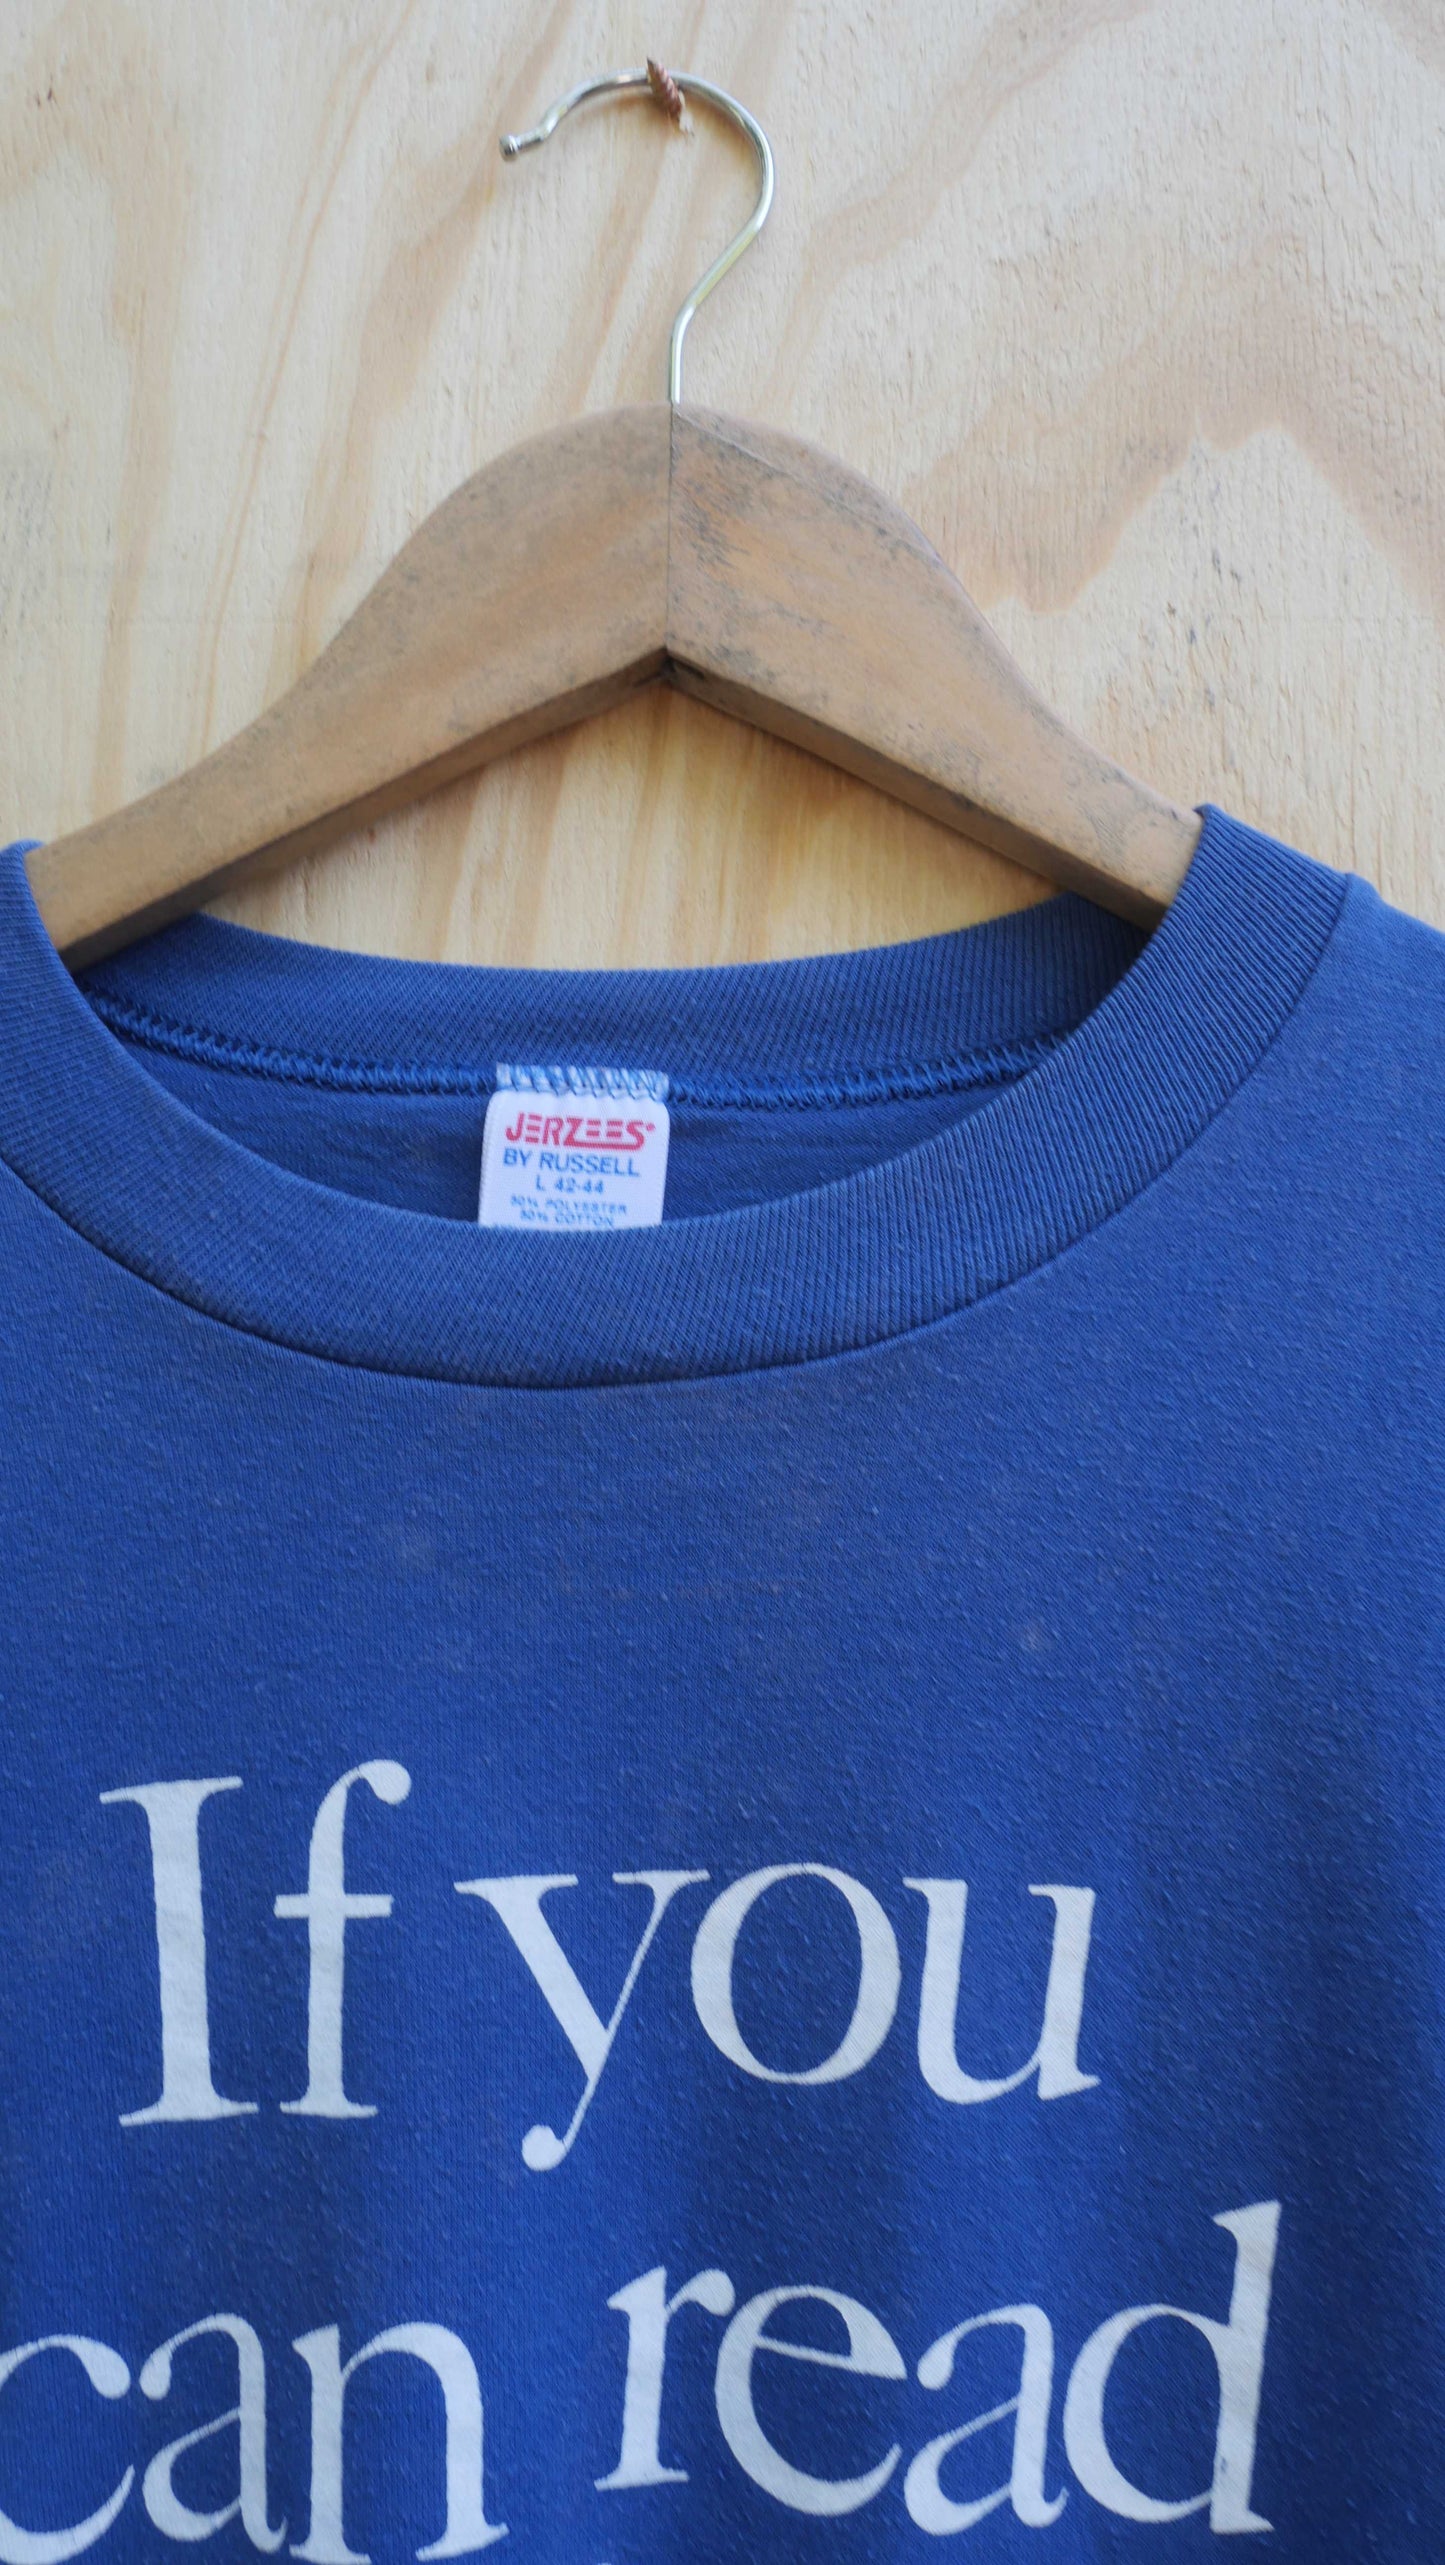 JERZEES®
BY RUSSELL
L 42-44
50% POLYESTER
50% COTTON
If you
can read